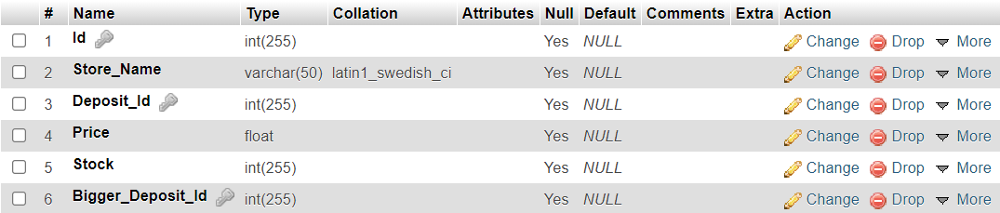 # Name Type Collation Attributes Null Default Comments Extra Action
1 Id int(255) Yes NULL Change Drop More
2 Store_Name varchar(50) latin1_swedish_ci Yes NULL Change Drop More
3 Deposit_Id int(255) Yes NULL Change Drop More
4 Price float Yes NULL Change Drop More
5 Stock int(255) Yes NULL Change Drop More
6 Bigger_Deposit_Id int(255) Yes NULL Change Drop More